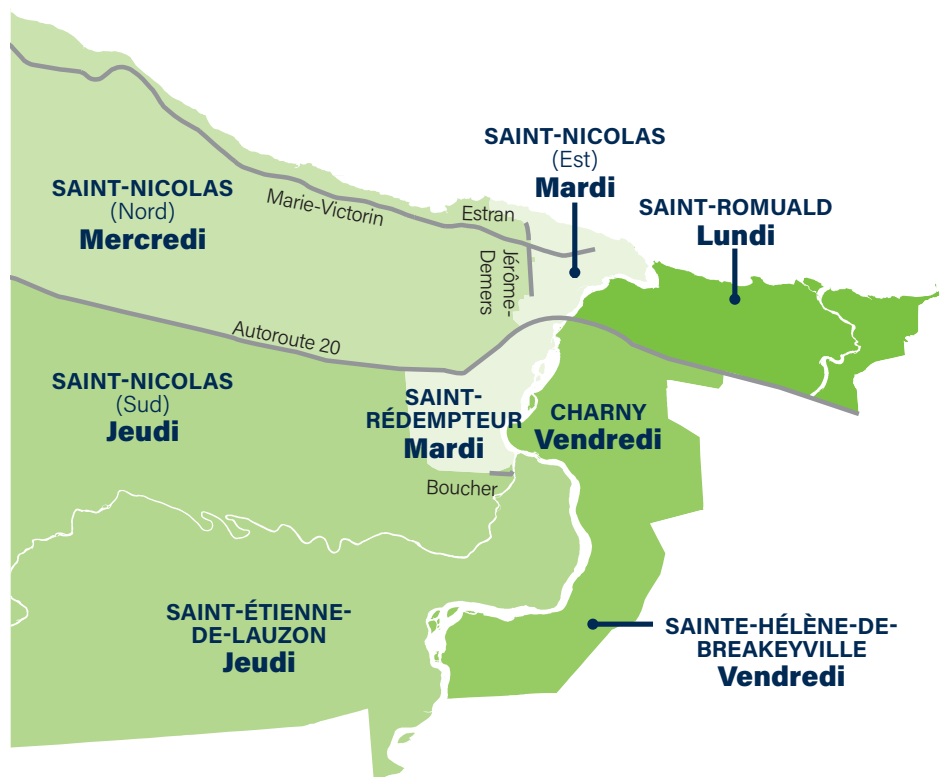 SAINT-NICOLAS
(Est)
Mardi
SAINT-NICOLAS
(Nord)
Mercredi
Marie-Victorin
Estran
Jérôme-
Demers
SAINT-ROMUALD
Lundi
Autoroute 20
SAINT-NICOLAS
(Sud)
Jeudi
SAINT-
RÉDEMPTEUR
Mardi
CHARNY
Vendredi
Boucher
SAINT-ÉTIENNE-
DE-LAUZON
Jeudi
SAINTE-HÉLÈNE-DE-
BREAKEYVILLE
Vendredi